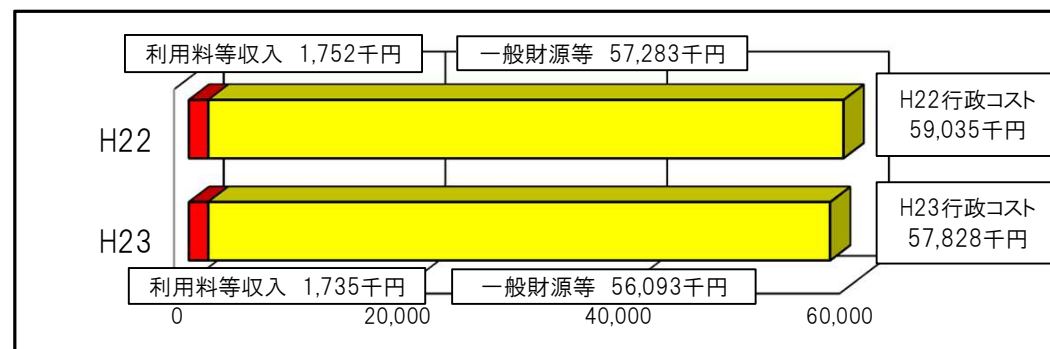 利用料等収入 1,752千円
一般財源等 57,283千円
H22行政コスト
59,035千円
H22
H23行政コスト
57,828千円
H23
利用料等収入 1,735千円
一般財源等 56,093千円
0
20,000
40,000
60,000